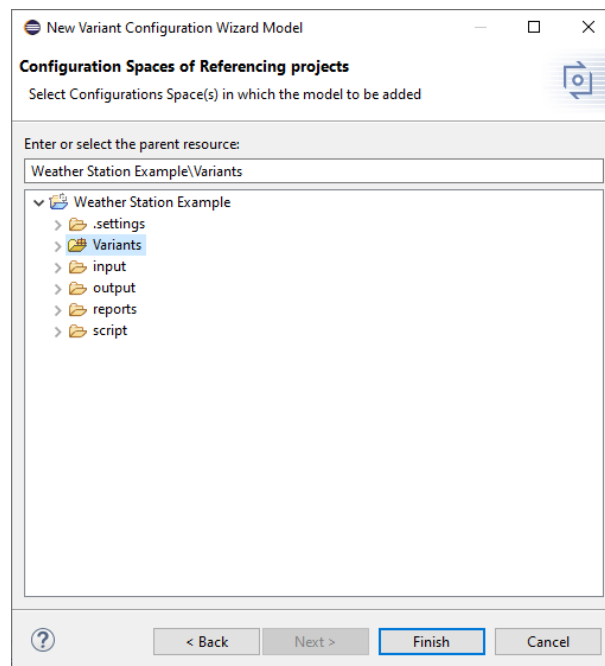 New Variant Configuration Wizard Model
Configuration Spaces of Referencing projects
Select Configurations Space(s) in which the model to be added
Enter or select the parent resource:
Weather Station Example\Variants
Weather Station Example
.settings
Variants
input
output
reports
script
? < Back Next > Finish Cancel